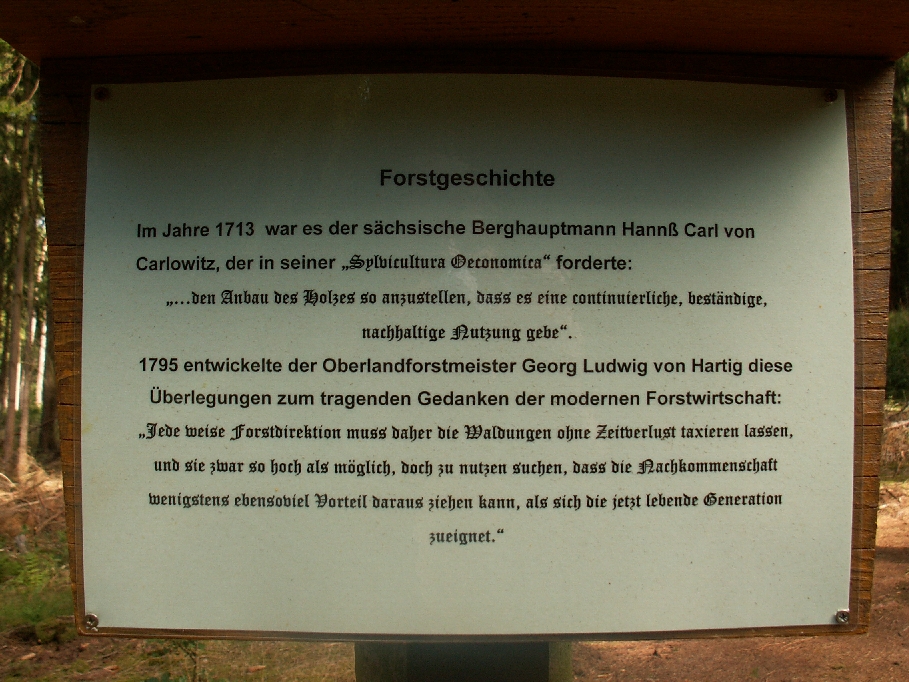 Forstgeschichte
Im Jahre 1713 war es der sächsische Berghauptmann Hannß Carl von
Carlowitz, der in seiner „Sylvicultura Oeconomica“ forderte:
„...den Anbau des Holzes so anzustellen, dass es eine continuierliche, beständige,
nachhaltige Nutzung gebe“.
1795 entwickelte der Oberlandforstmeister Georg Ludwig von Hartig diese
Überlegungen zum tragenden Gedanken der modernen Forstwirtschaft:
„Jede weise Forstdirektion muss daher die Waldungen ohne Zeitverlust taxieren lassen,
und sie zwar so hoch als möglich, doch zu nutzen suchen, dass die Nachkommenschaft
wenigstens ebensoviel Vorteil daraus ziehen kann, als sich die jetzt lebende Generation
zueignet.“